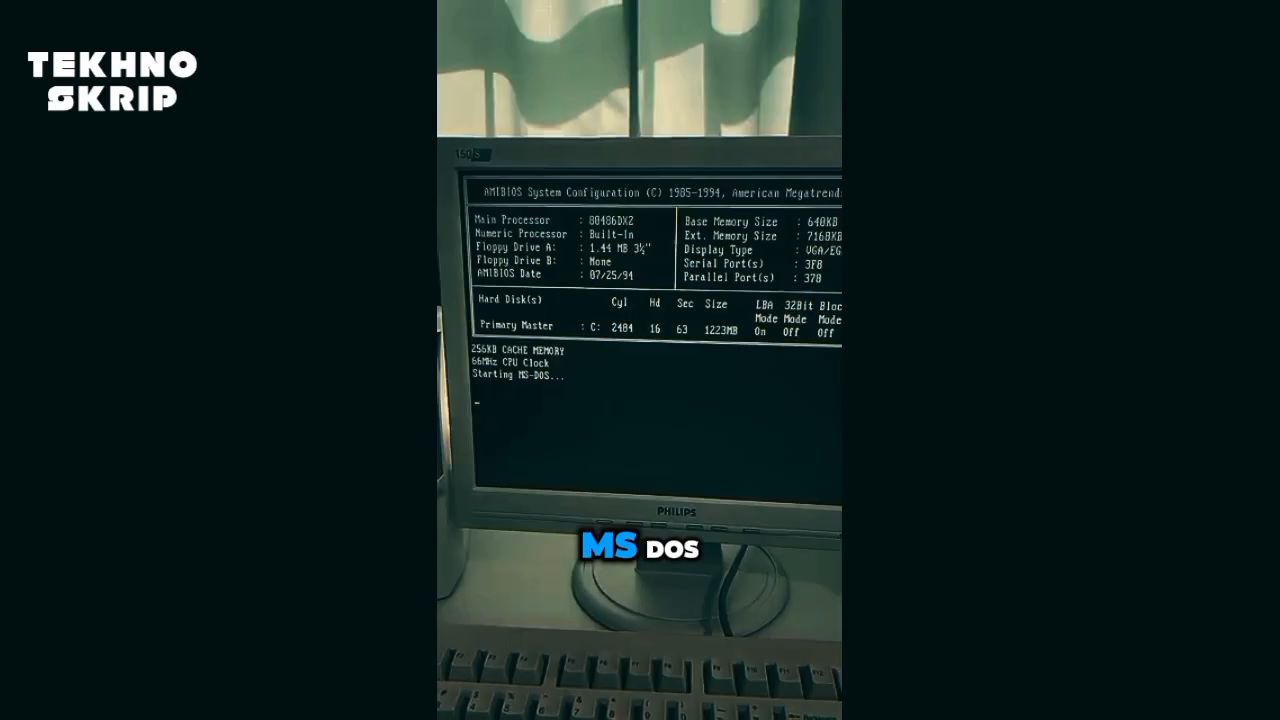 TEKHNO
SKRIP
150
AMIBIOS System Configuration (C) 1985-1994, American Megatrends
Main Processor : 80486DX2
Numeric Processor : Built-In
Floppy Drive A: : 1.44 MB 3½"
Floppy Drive B: : None
AMIBIOS Date : 07/25/94
Base Memory Size : 640KB
Ext. Memory Size : 7168KB
Display Type : VGA/EG
Serial Port(s) : 3F8
Parallel Port(s) : 378
Hard Disk(s) Cyl Hd Sec Size LBA Mode 32Bit Mode Bloc Mode
Primary Master : C: 2484 16 63 1223MB On Off Off
256KB CACHE MEMORY
66MHz CPU Clock
Starting MS-DOS...
PHILIPS
MS DOS